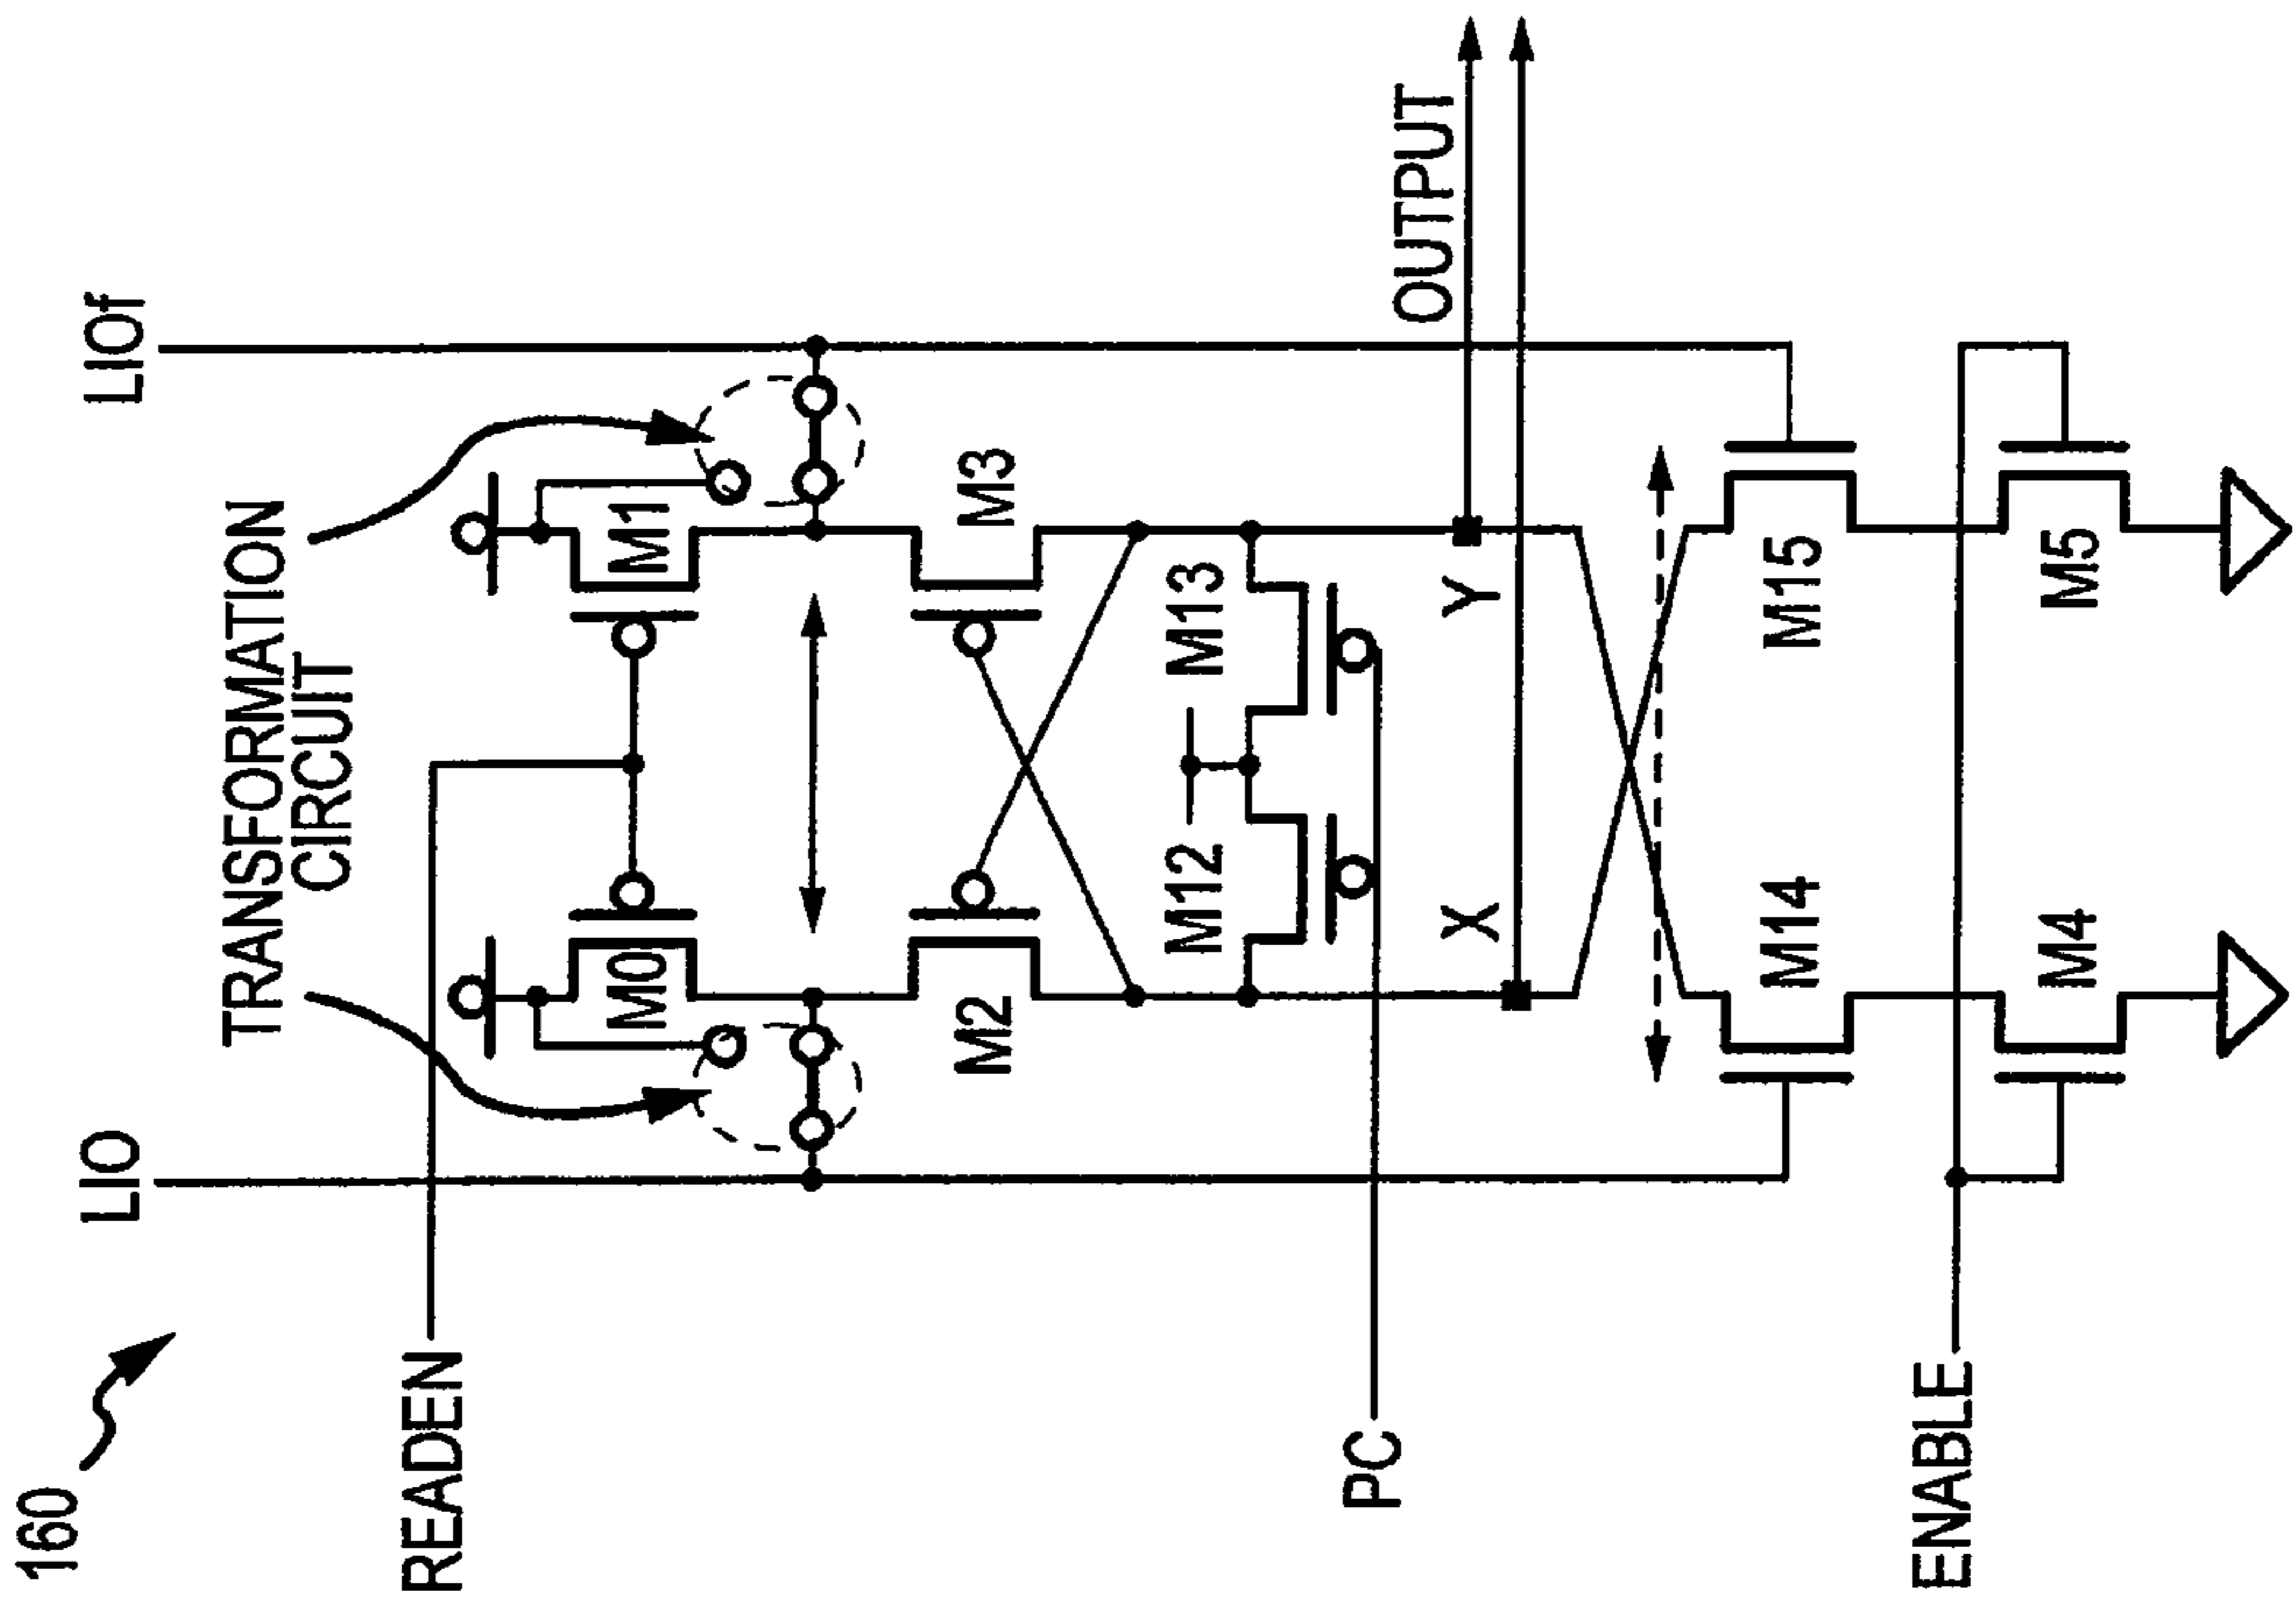 160
READEN
PC
ENABLE
LIO
LIOf
TRANSFORMATION
CIRCUIT
M0
M1
M2
M3
M12
M13
X
Y
OUTPUT
M14
M15
M4
M5